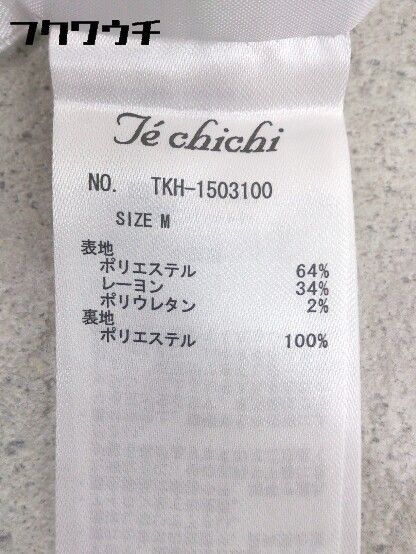 フクワウチ
Té chichi
NO. TKH-1503100
SIZE M
表地
ポリエステル 64%
レーヨン 34%
ポリウレタン 2%
裏地
ポリエステル 100%